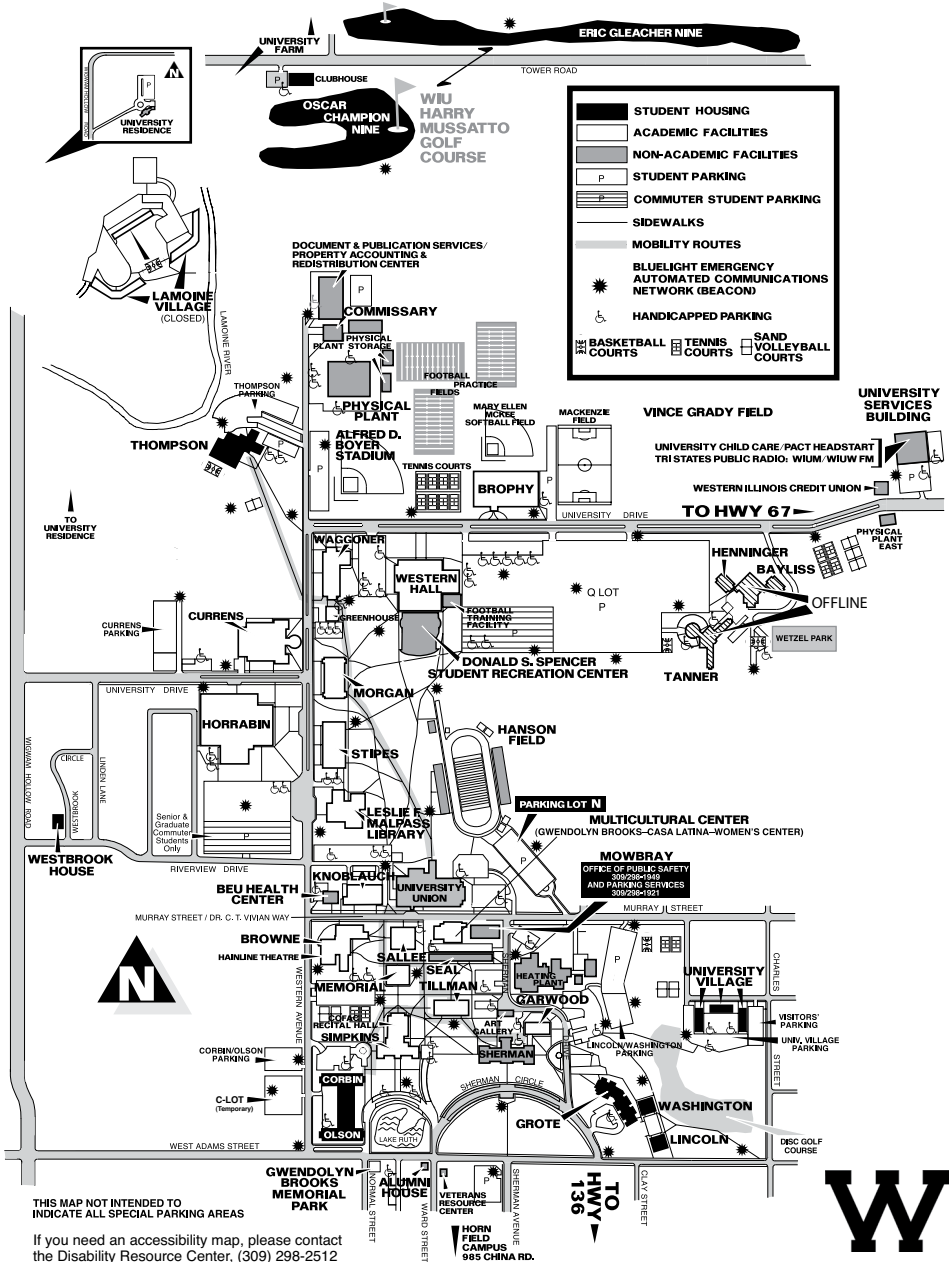 ERIC GLEACHER NINE
UNIVERSITY
FARM
TOWER ROAD
P
CLUBHOUSE
WIGWAM HOLLOW ROAD
P
N
UNIVERSITY
RESIDENCE
OSCAR
CHAMPION
NINE
WIU
HARRY
MUSSATTO
GOLF
COURSE
STUDENT HOUSING
ACADEMIC FACILITIES
NON-ACADEMIC FACILITIES
P
STUDENT PARKING
P
COMMUTER STUDENT PARKING
SIDEWALKS
MOBILITY ROUTES
BLUELIGHT EMERGENCY
AUTOMATED COMMUNICATIONS
NETWORK (BEACON)
HANDICAPPED PARKING
BASKETBALL
COURTS
TENNIS
COURTS
SAND
VOLLEYBALL
COURTS
LAMOINE
VILLAGE
(CLOSED)
LAMOINE RIVER
DOCUMENT & PUBLICATION SERVICES/
PROPERTY ACCOUNTING &
REDISTRIBUTION CENTER
P
COMMISSARY
PHYSICAL
PLANT STORAGE
FOOTBALL
PRACTICE
FIELDS
PHYSICAL
PLANT
THOMPSON
PARKING
P
THOMPSON
ALFRED D.
BOYER
STADIUM
P
MARY ELLEN
MCKEE
SOFTBALL FIELD
MACKENZIE
FIELD
P
TENNIS COURTS
BROPHY
VINCE GRADY FIELD
UNIVERSITY
SERVICES
BUILDING
UNIVERSITY CHILD CARE/PACT HEADSTART
TRI STATES PUBLIC RADIO: WIUM/WIUW FM
P
WESTERN ILLINOIS CREDIT UNION
TO HWY 67
UNIVERSITY DRIVE
PHYSICAL
PLANT
EAST
TO
UNIVERSITY
RESIDENCE
WAGGONER
WESTERN
HALL
HENNINGER
BAYLISS
OFFLINE
Q LOT
P
GREENHOUSE
FOOTBALL
TRAINING
FACILITY
P
CURRENS
PARKING
P
CURRENS
WETZEL PARK
TANNER
DONALD S. SPENCER
STUDENT RECREATION CENTER
UNIVERSITY DRIVE
MORGAN
HORRABIN
STIPES
HANSON
FIELD
WIGWAM HOLLOW ROAD
CIRCLE
WESTBROOK
LINDEN LANE
WESTBROOK
HOUSE
Senior &
Graduate
Commuter
Students
Only
P
RIVERVIEW DRIVE
LESLIE F.
MALPASS
LIBRARY
PARKING LOT N
P
MULTICULTURAL CENTER
(GWENDOLYN BROOKS–CASA LATINA–WOMEN'S CENTER)
MOWBRAY
OFFICE OF PUBLIC SAFETY
309/298-1949
AND PARKING SERVICES
309/298-1921
KNOBLAUCH
BEU HEALTH
CENTER
UNIVERSITY
UNION
MURRAY STREET / DR. C.T. VIVIAN WAY
MURRAY STREET
N
BROWNE
HAINLINE THEATRE
SALLEE
SEAL
SHERMAN
HEATING
PLANT
P
UNIVERSITY
VILLAGE
CHARLES
STREET
WESTERN AVENUE
MEMORIAL
TILLMAN
GARWOOD
COFAC
RECITAL HALL
SIMPKINS
ART
GALLERY
SHERMAN
DRIVE
LINCOLN/WASHINGTON
PARKING
VISITORS'
PARKING
UNIV. VILLAGE
PARKING
CORBIN/OLSON
PARKING
C-LOT
(Temporary)
CORBIN
OLSON
SHERMAN CIRCLE
GROTE
WASHINGTON
LINCOLN
DISC GOLF
COURSE
LAKE RUTH
WEST ADAMS STREET
GWENDOLYN
BROOKS
MEMORIAL
PARK
NORMAL STREET
ALUMNI
HOUSE
WARD STREET
VETERANS
RESOURCE
CENTER
P
SHERMAN AVENUE
TO
HWY
136
CLAY STREET
HORN
FIELD
CAMPUS
985 CHINA RD.
THIS MAP NOT INTENDED TO
INDICATE ALL SPECIAL PARKING AREAS
If you need an accessibility map, please contact
the Disability Resource Center, (309) 298-2512
W